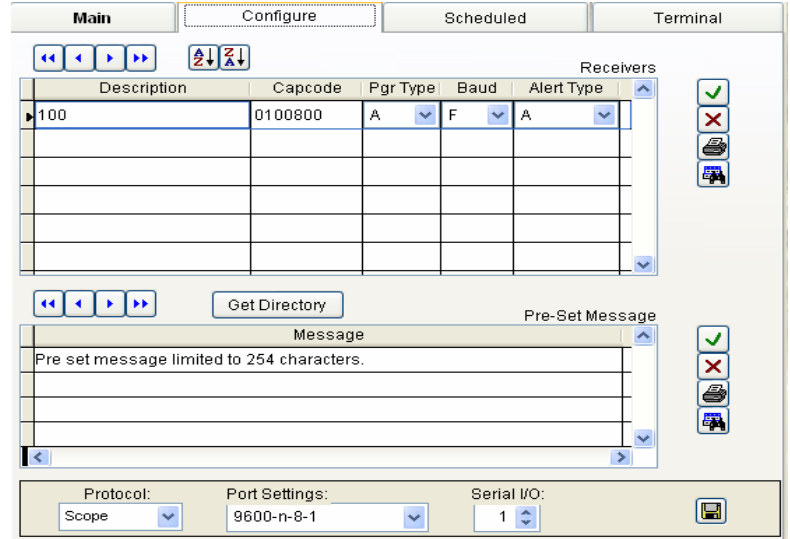 Main Configure Scheduled Terminal
A Z Z A
Receivers
Description Capcode Pgr Type Baud Alert Type
100 0100800 A F A
Get Directory
Pre-Set Message
Message
Pre set message limited to 254 characters.
Protocol: Port Settings: Serial I/O:
Scope 9600-n-8-1 1